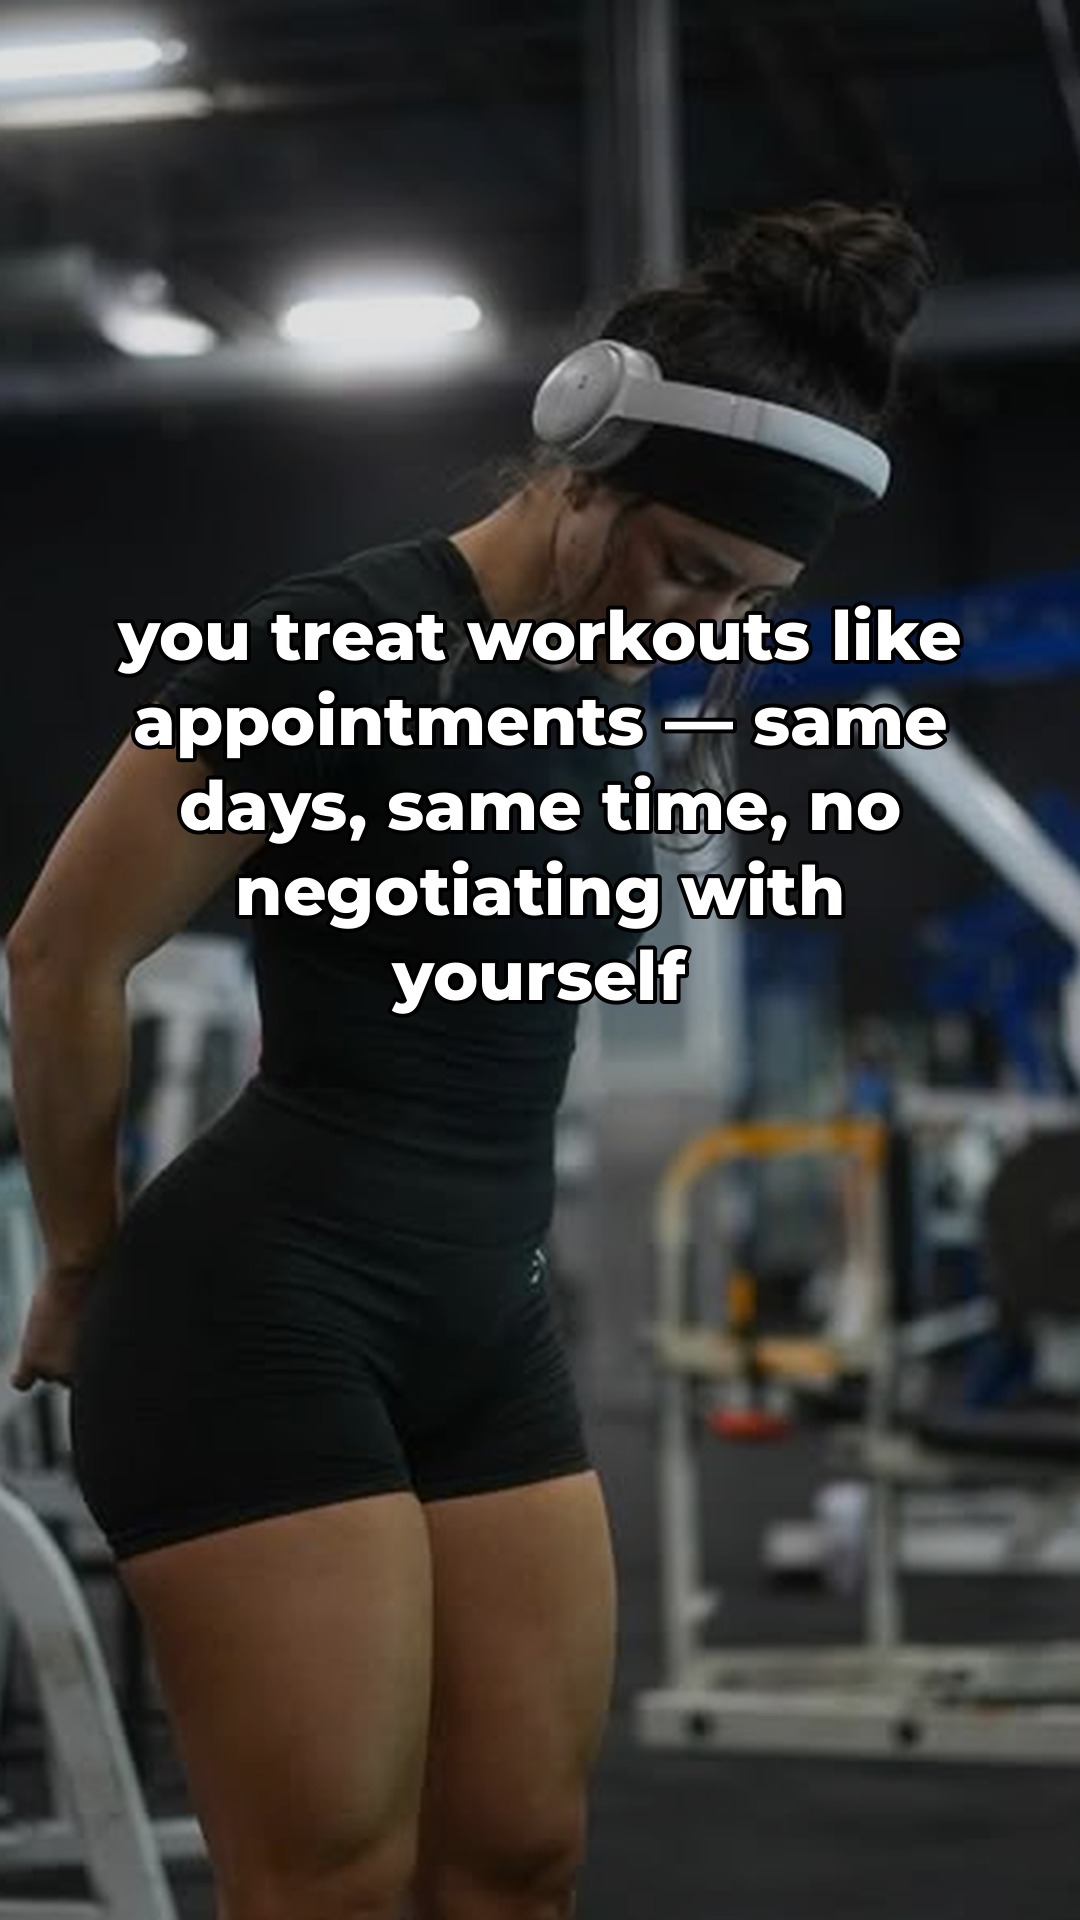 you treat workouts like
appointments — same
days, same time, no
negotiating with
yourself